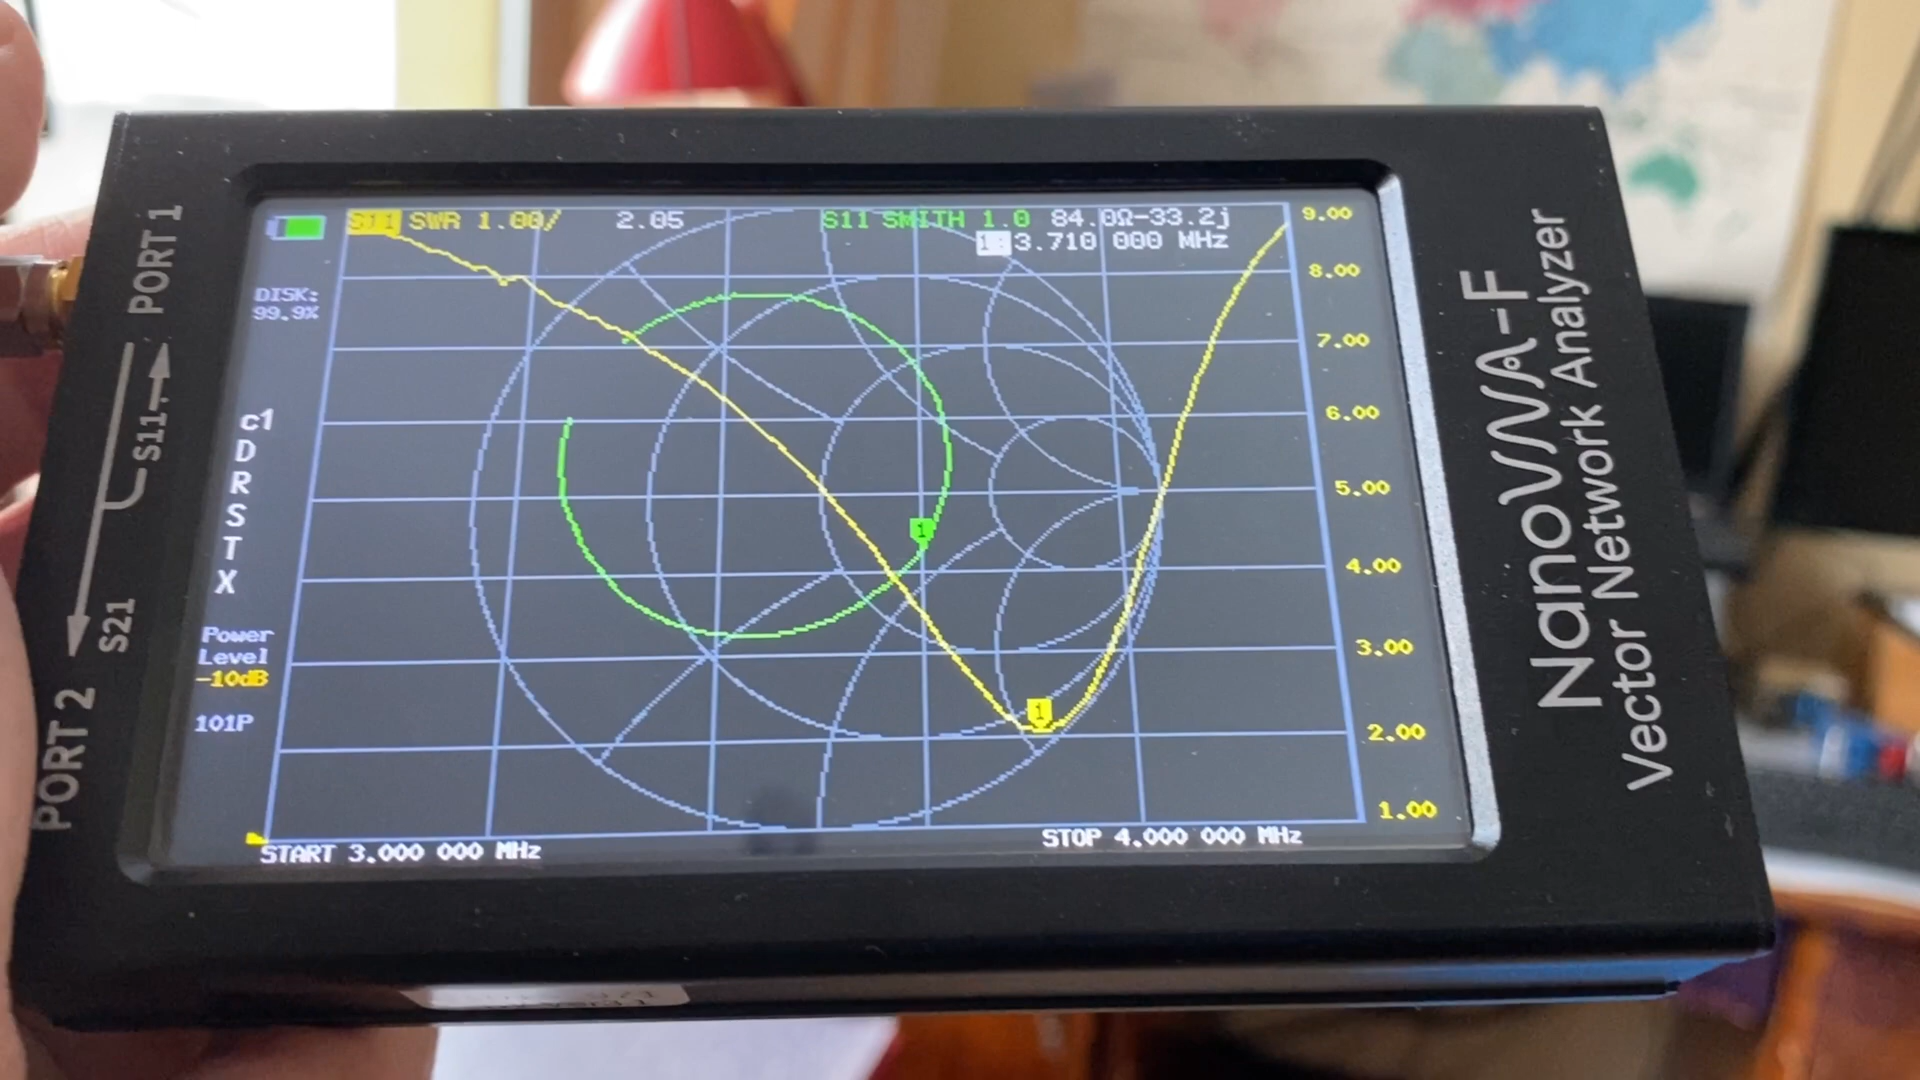 S11 SWR 1.00/ 2.05 S11 SMITH 1.0 84.0Ω-33.2j
1:3.710 000 MHz
9.00
8.00
7.00
6.00
5.00
4.00
3.00
2.00
1.00
DISK:
99.9%
c1
D
R
S
T
X
Power
Level
-10dB
101P
1
1
START 3.000 000 MHz STOP 4.000 000 MHz
PORT 1
S11
S21
PORT 2
NanoVNA-F
Vector Network Analyzer